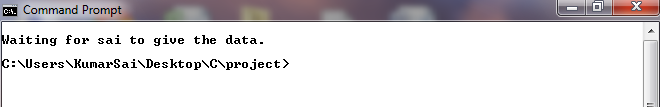 Command Prompt
Waiting for sai to give the data.
C:\Users\KumarSai\Desktop\C\project>